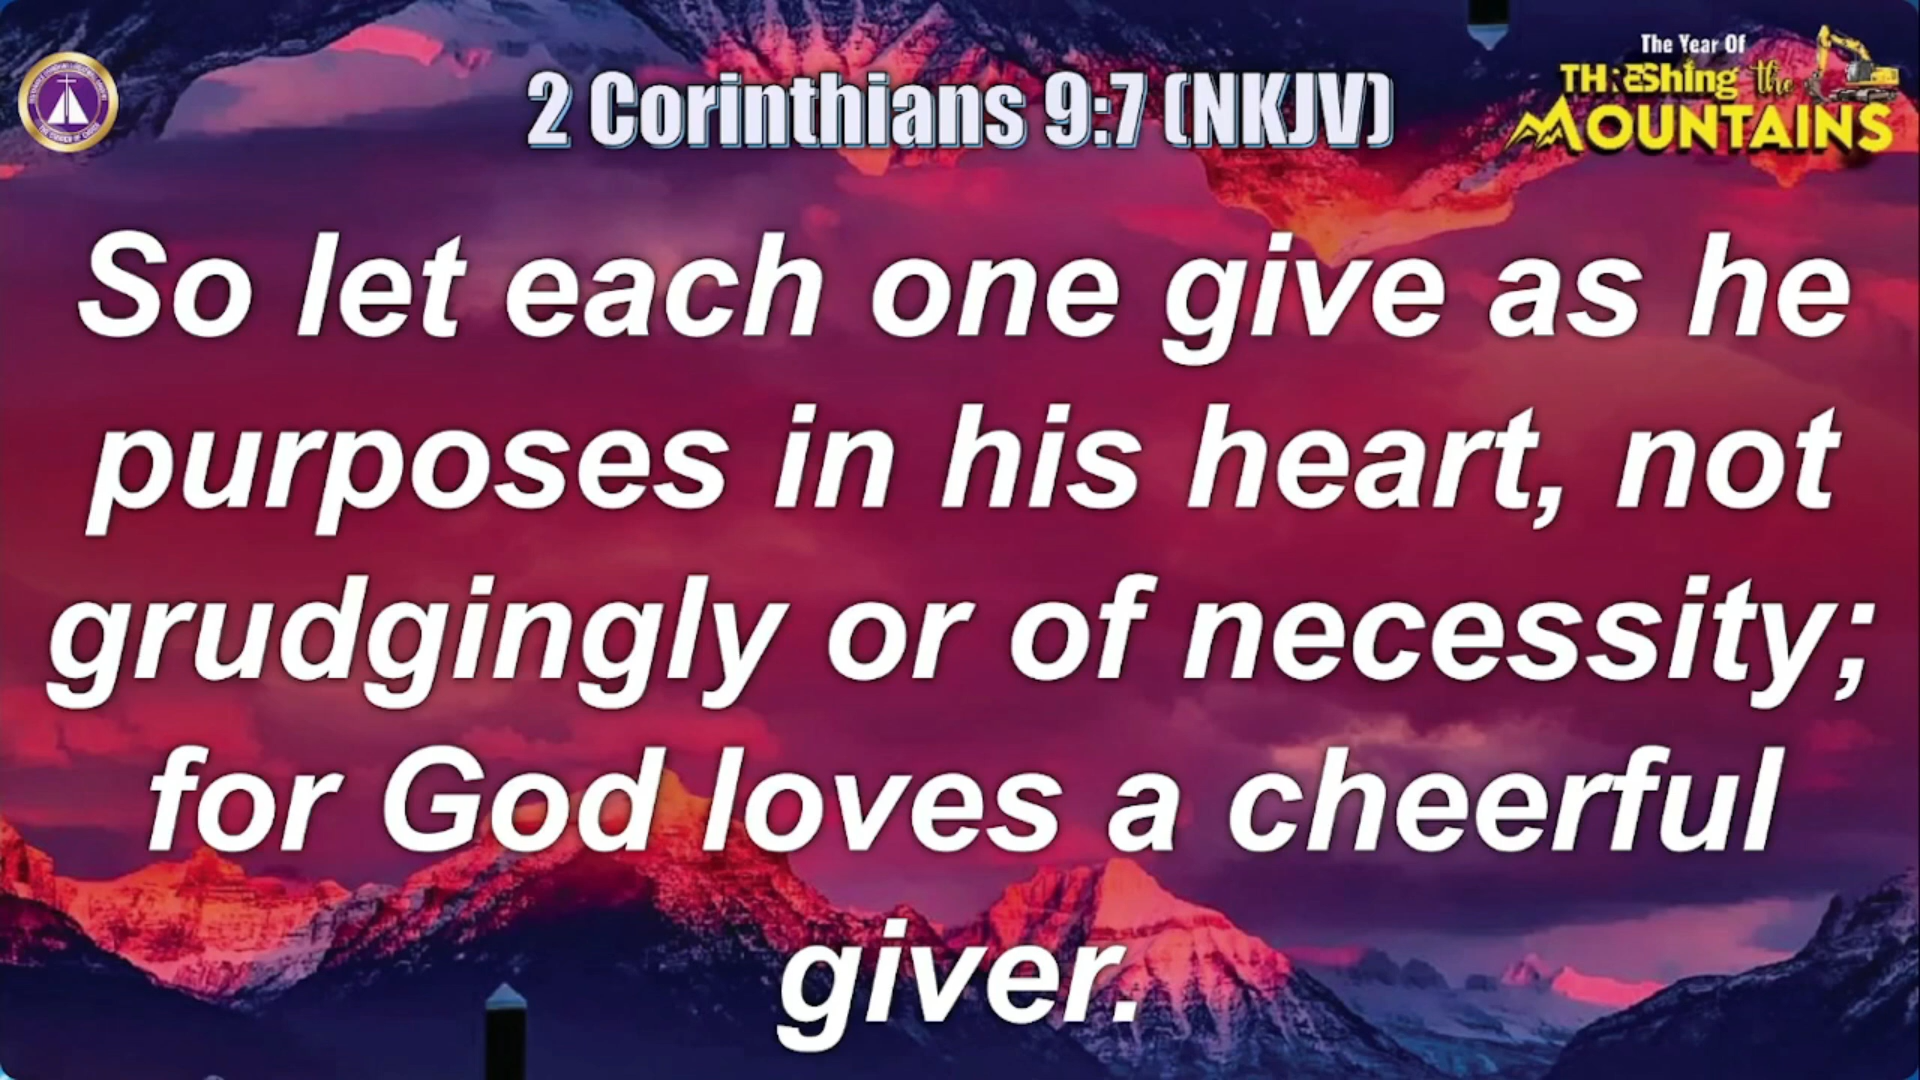 2 Corinthians 9:7 (NKJV)
The Year Of
THReShing the
MOUNTAINS
So let each one give as he
purposes in his heart, not
grudgingly or of necessity;
for God loves a cheerful
giver.